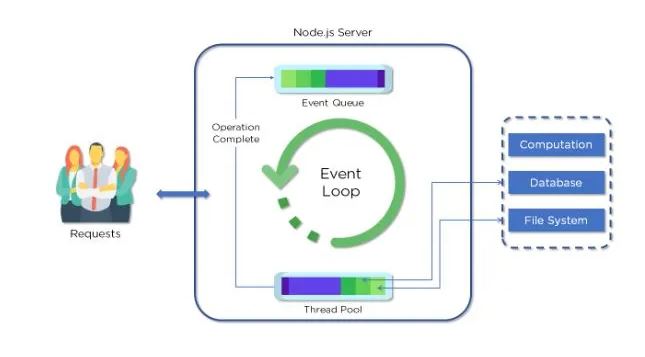 Node.js Server
Event Queue
Operation
Complete
Event
Loop
Requests
Computation
Database
File System
Thread Pool